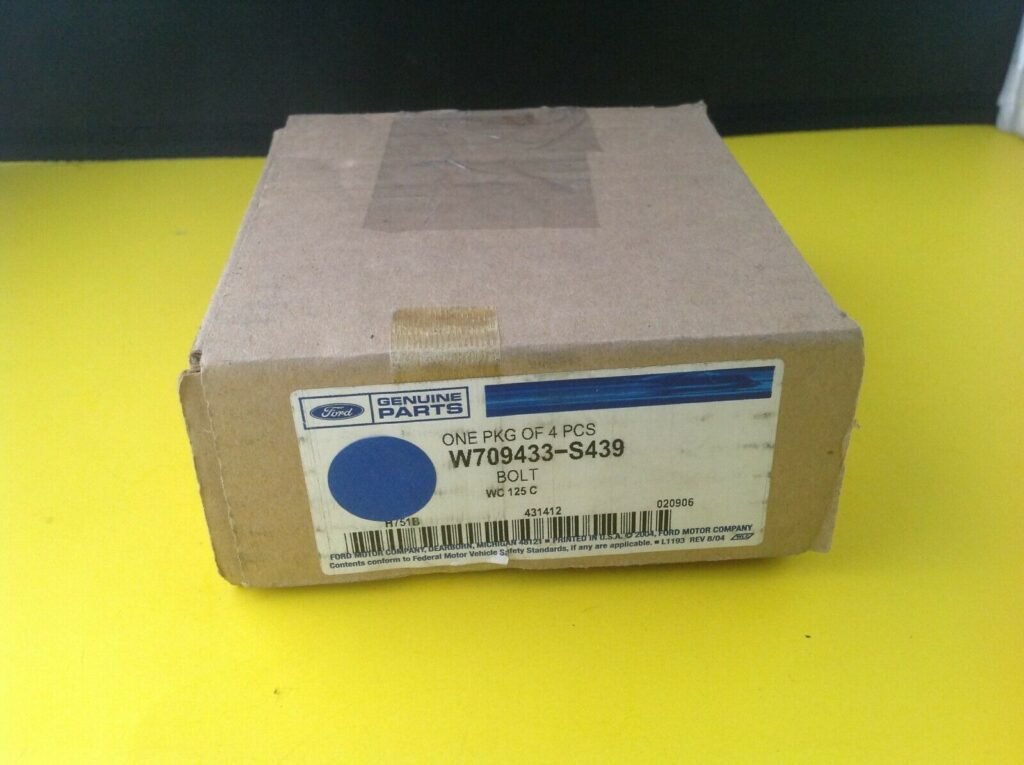 Ford GENUINE PARTS
ONE PKG OF 4 PCS
W709433-S439
BOLT
WC 125 C
H751B 431412 020906
FORD MOTOR COMPANY, DEARBORN, MICHIGAN 48121 • PRINTED IN U.S.A. © 2004, FORD MOTOR COMPANY
Contents conform to Federal Motor Vehicle Safety Standards, if any are applicable. • L1193 REV 8/04